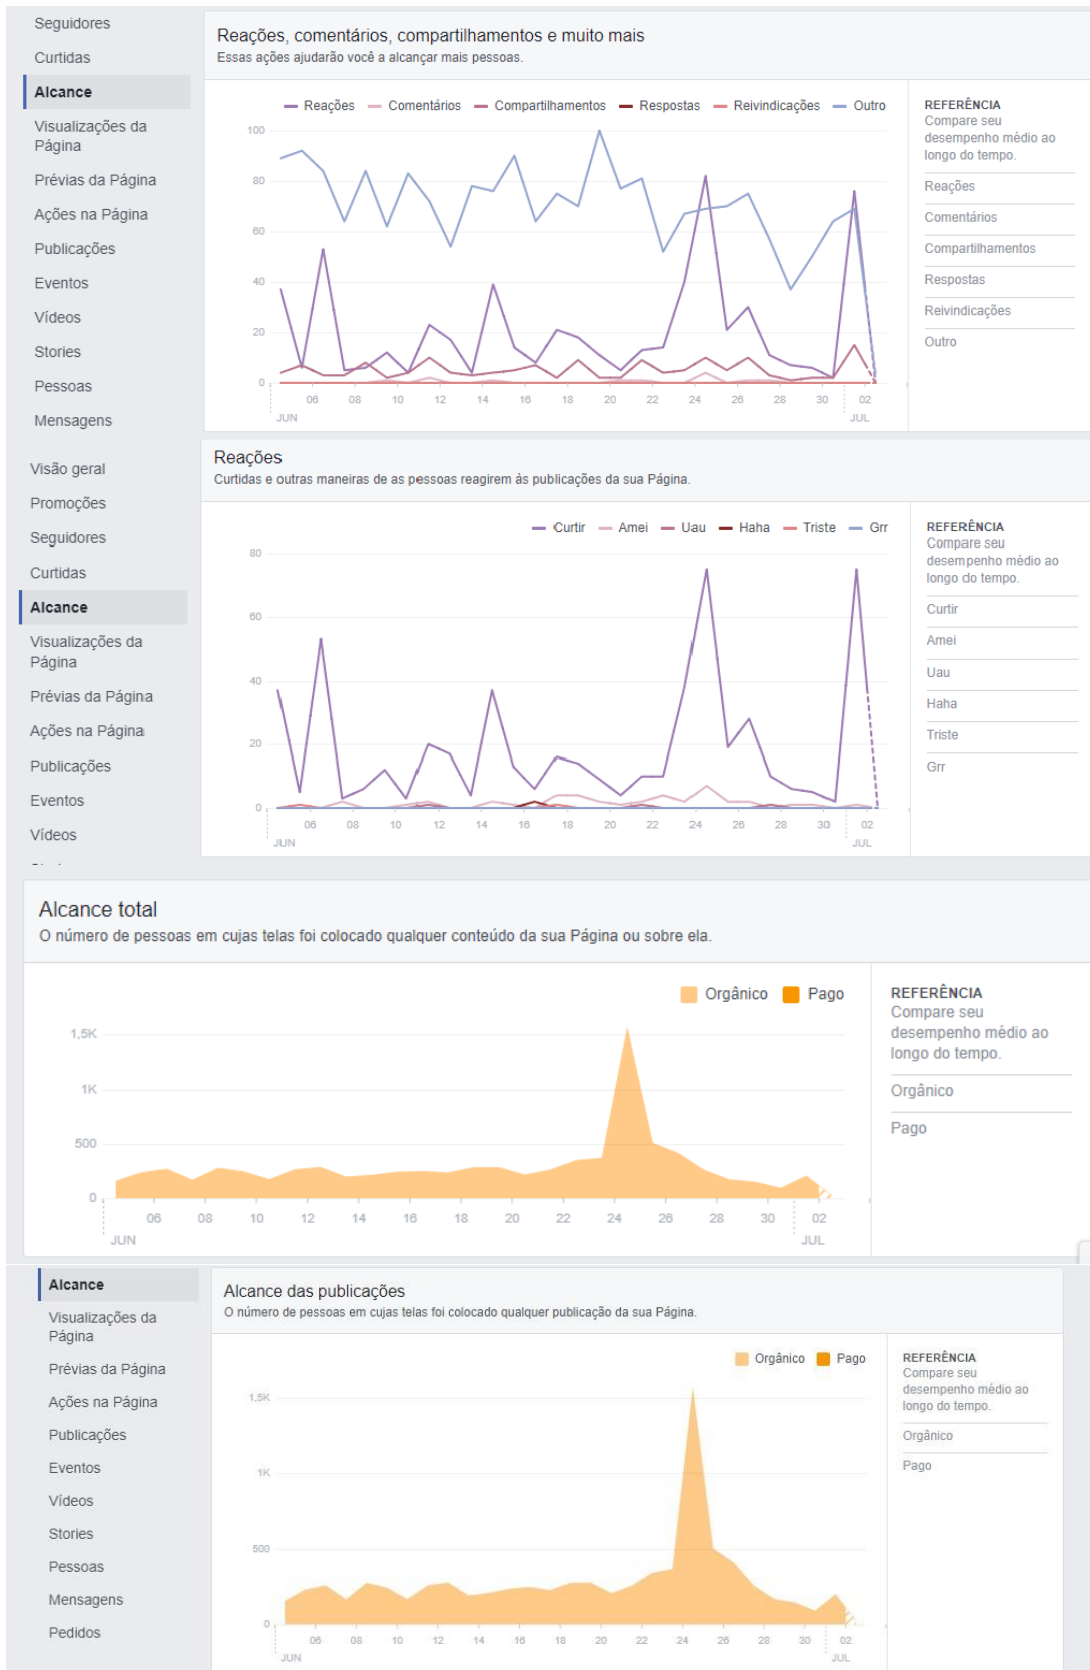 Seguidores
Curtidas
Alcance
Visualizações da
Página
Prévias da Página
Ações na Página
Publicações
Eventos
Vídeos
Stories
Pessoas
Mensagens
Reações, comentários, compartilhamentos e muito mais
Essas ações ajudarão você a alcançar mais pessoas.
Reações Comentários Compartilhamentos Respostas Reivindicações Outro
100
80
60
40
20
0
06 08 10 12 14 16 18 20 22 24 26 28 30 02
JUN JUL
REFERÊNCIA
Compare seu
desempenho médio ao
longo do tempo.
Reações
Comentários
Compartilhamentos
Respostas
Reivindicações
Outro
Visão geral
Promoções
Seguidores
Curtidas
Alcance
Visualizações da
Página
Prévias da Página
Ações na Página
Publicações
Eventos
Vídeos
Reações
Curtidas e outras maneiras de as pessoas reagirem às publicações da sua Página.
Curtir Amei Uau Haha Triste Grr
80
60
40
20
0
06 08 10 12 14 16 18 20 22 24 26 28 30 02
JUN JUL
REFERÊNCIA
Compare seu
desempenho médio ao
longo do tempo.
Curtir
Amei
Uau
Haha
Triste
Grr
Alcance total
O número de pessoas em cujas telas foi colocado qualquer conteúdo da sua Página ou sobre ela.
Orgânico Pago
1,5K
1K
500
0
06 08 10 12 14 16 18 20 22 24 26 28 30 02
JUN JUL
REFERÊNCIA
Compare seu
desempenho médio ao
longo do tempo.
Orgânico
Pago
Alcance
Visualizações da
Página
Prévias da Página
Ações na Página
Publicações
Eventos
Vídeos
Stories
Pessoas
Mensagens
Pedidos
Alcance das publicações
O número de pessoas em cujas telas foi colocado qualquer publicação da sua Página.
Orgânico Pago
1,5K
1K
500
0
06 08 10 12 14 16 18 20 22 24 26 28 30 02
JUN JUL
REFERÊNCIA
Compare seu
desempenho médio ao
longo do tempo.
Orgânico
Pago